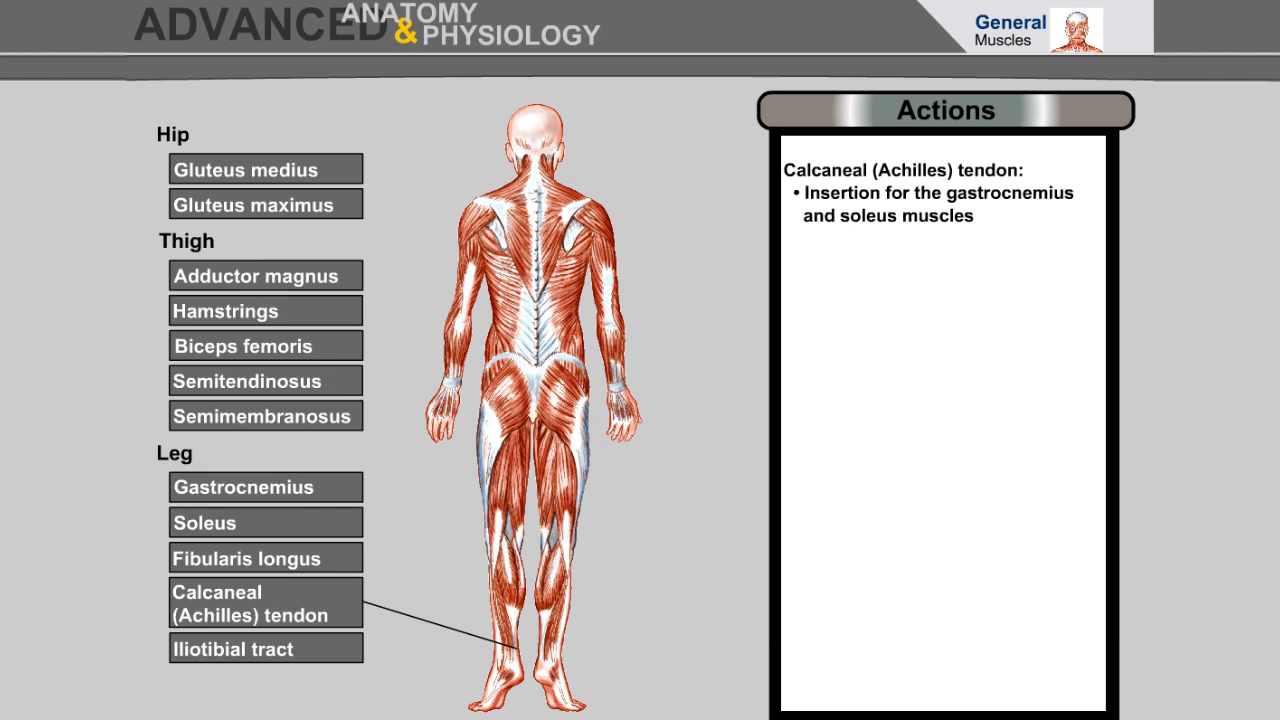 ADVANCED ANATOMY
& PHYSIOLOGY
General
Muscles
Hip
Gluteus medius
Gluteus maximus
Thigh
Adductor magnus
Hamstrings
Biceps femoris
Semitendinosus
Semimembranosus
Leg
Gastrocnemius
Soleus
Fibularis longus
Calcaneal
(Achilles) tendon
Iliotibial tract
Actions
Calcaneal (Achilles) tendon:
• Insertion for the gastrocnemius
and soleus muscles